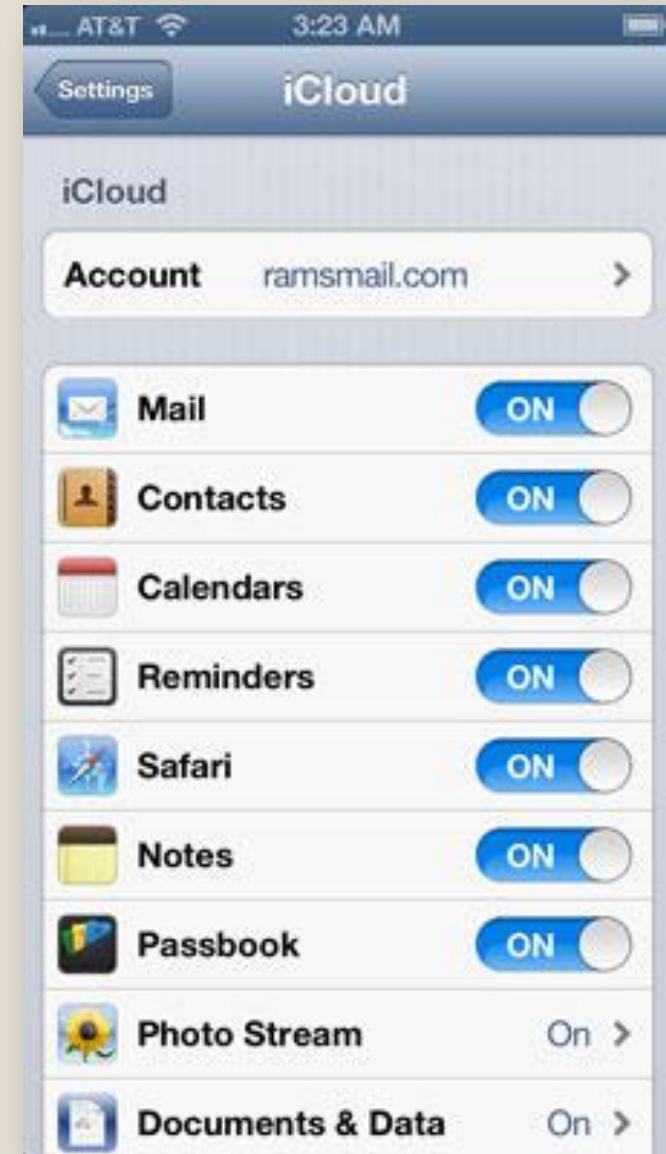 AT&T 3:23 AM
Settings iCloud
iCloud
Account ramsmail.com
Mail ON
Contacts ON
Calendars ON
Reminders ON
Safari ON
Notes ON
Passbook ON
Photo Stream On
Documents & Data On